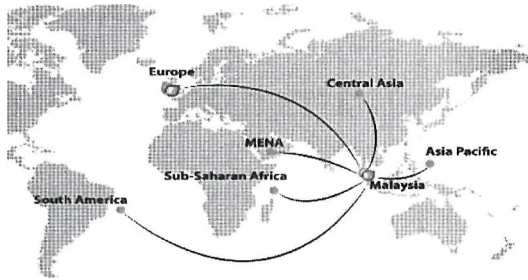 Europe
Central Asia
MENA
Asia Pacific
Sub-Saharan Africa
Malaysia
South America